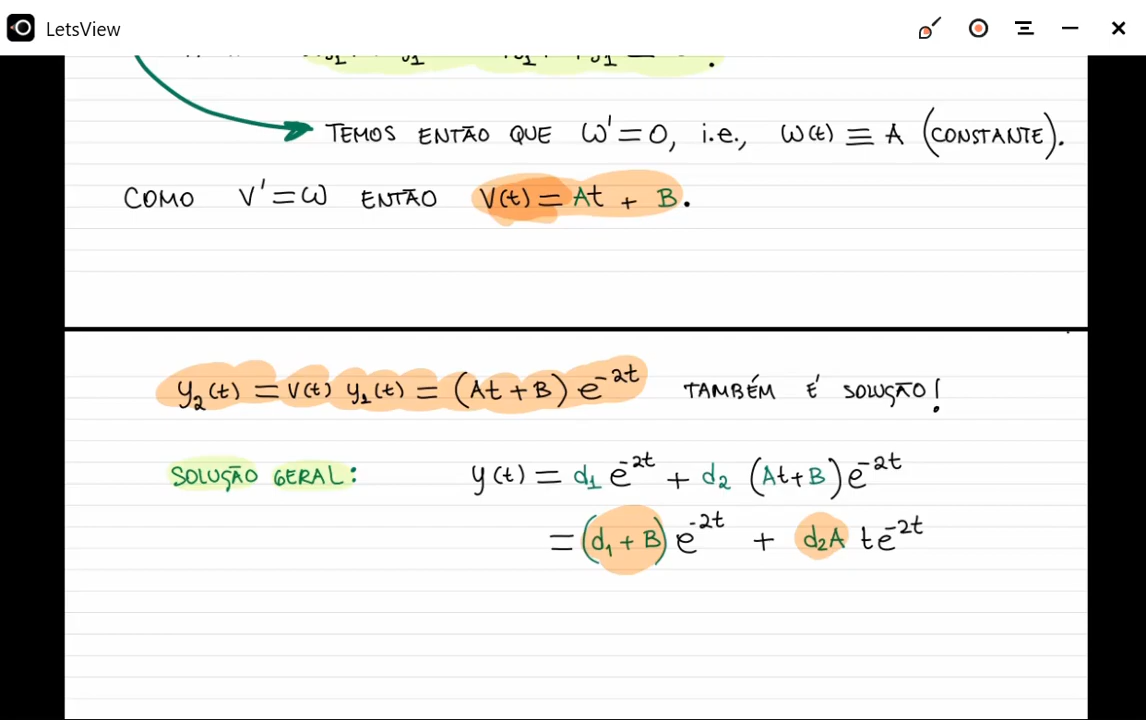 LetsView
TEMOS ENTÃO QUE ω' = 0, i.e., ω(t) ≡ A (CONSTANTE).
COMO V' = ω ENTÃO V(t) = At + B.
y₂(t) = V(t) y₁(t) = (At + B) e^{-2t} TAMBÉM É SOLUÇÃO!
SOLUÇÃO GERAL: y(t) = d₁ e^{-2t} + d₂ (At + B) e^{-2t}
= (d₁ + B) e^{-2t} + d₂A t e^{-2t}